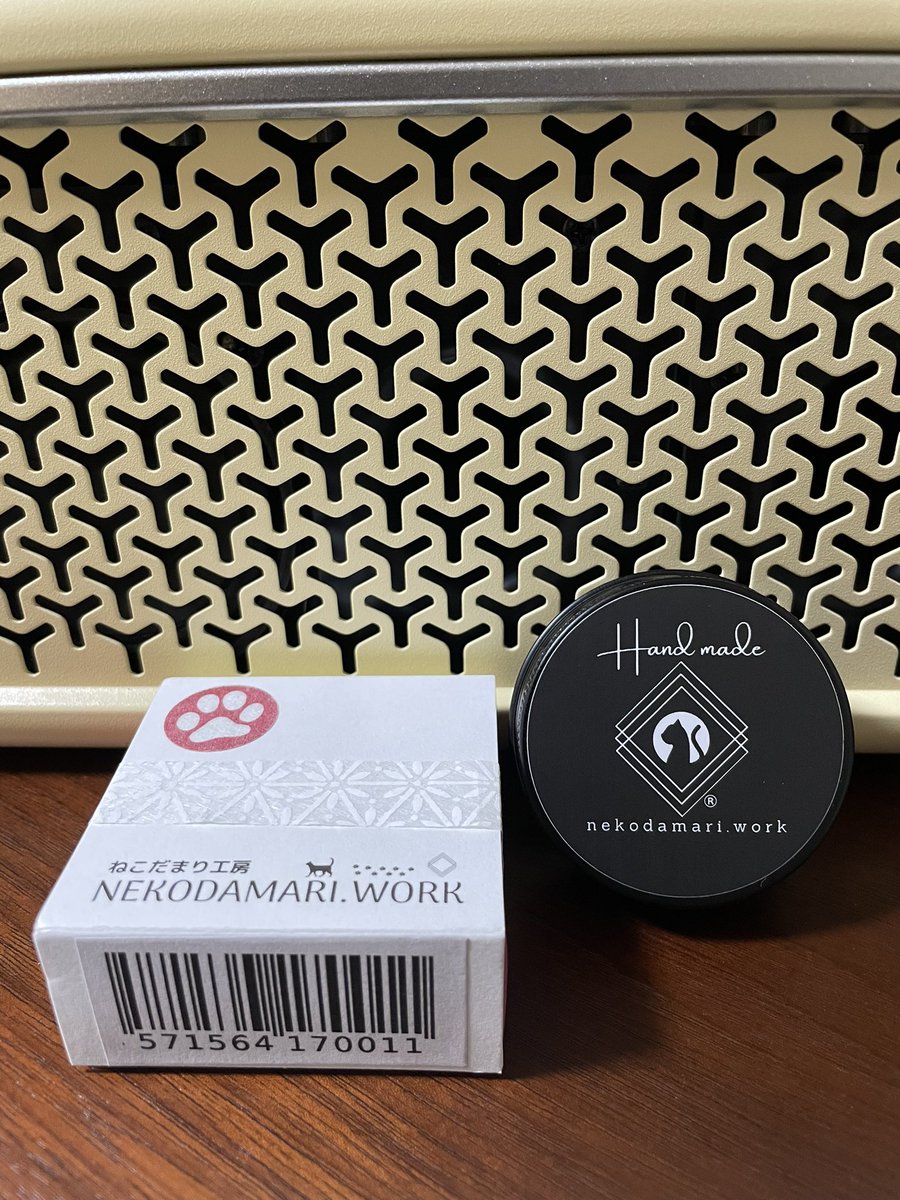 ねこだまり工房
NEKODAMARI.WORK
571564 170011
Hand made
®
nekodamari.work